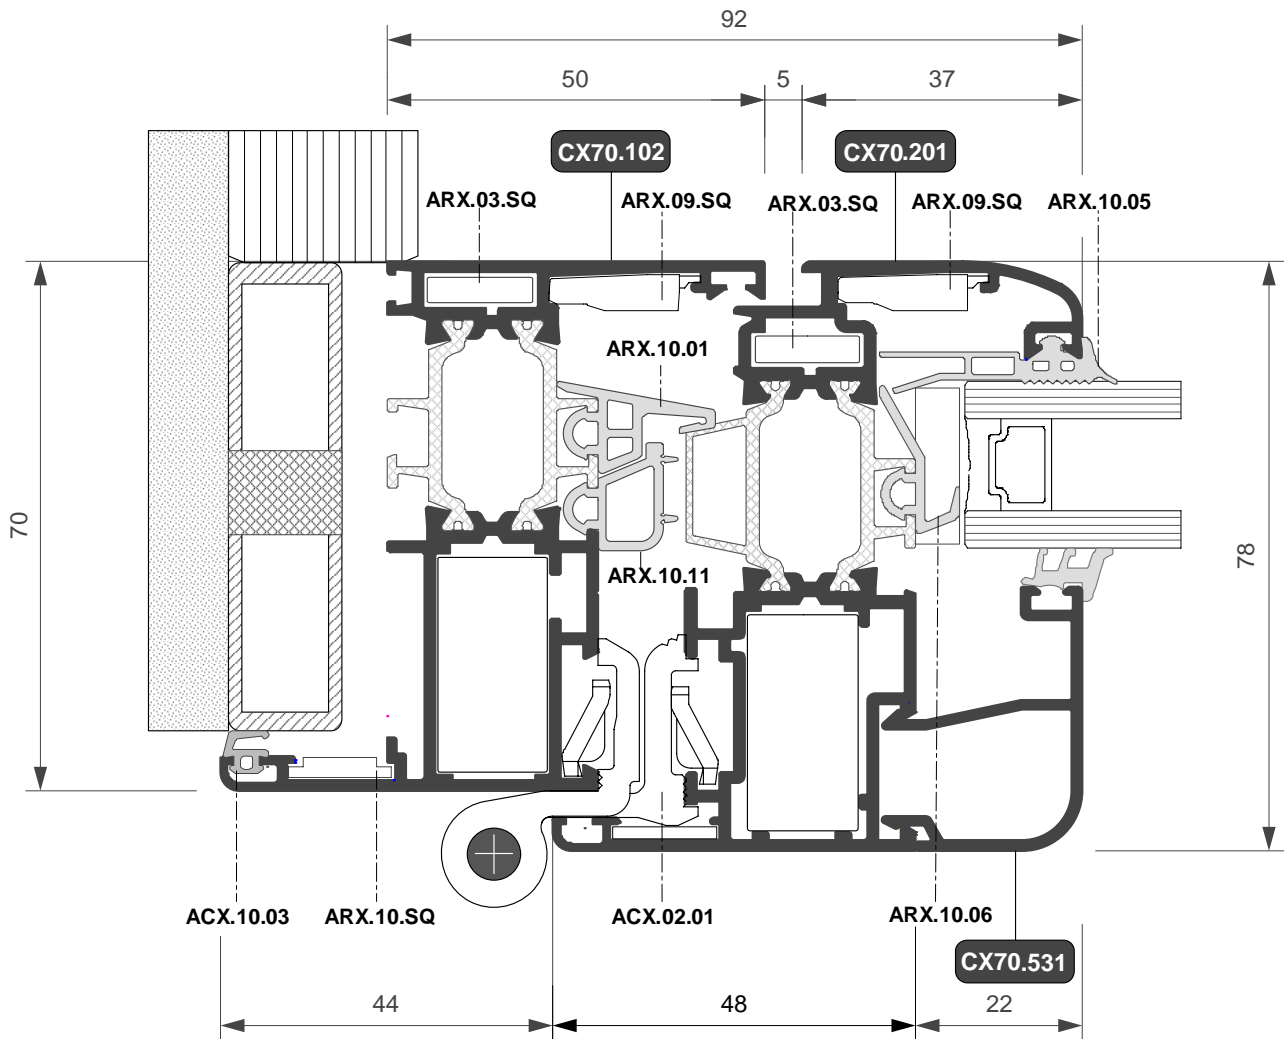 92
50
5
37
CX70.102
CX70.201
ARX.03.SQ
ARX.09.SQ
ARX.03.SQ
ARX.09.SQ
ARX.10.05
ARX.10.01
70
78
ARX.10.11
ACX.10.03
ARX.10.SQ
ACX.02.01
ARX.10.06
CX70.531
44
48
22